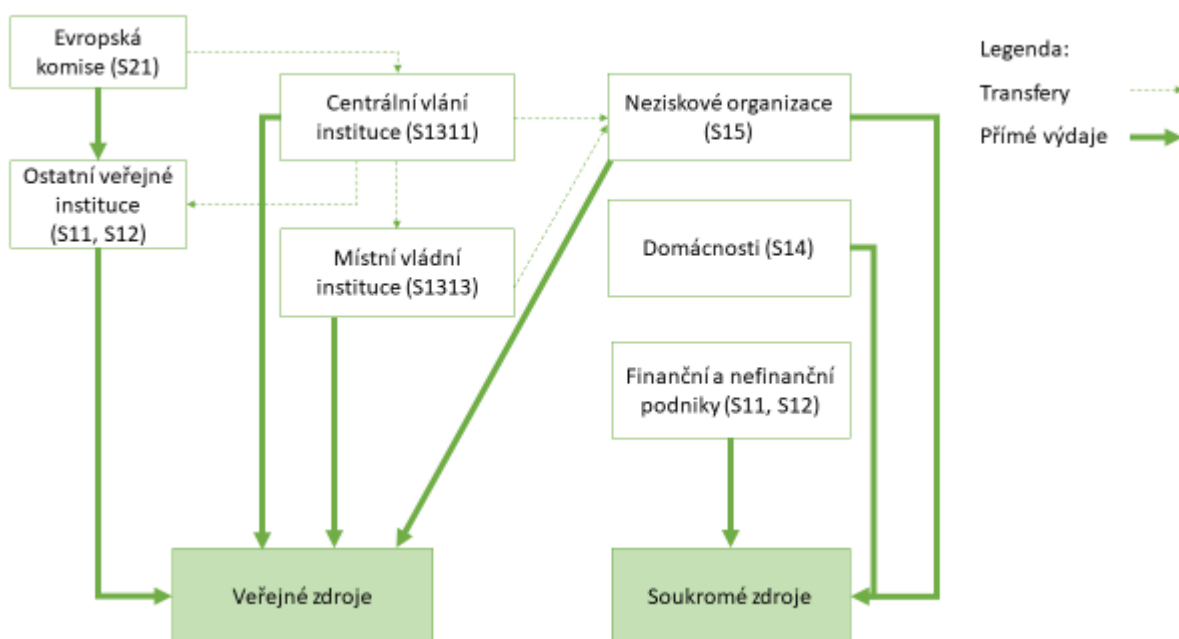 Evropská
komise (S21)
Centrální vlání
instituce (S1311)
Neziskové organizace
(S15)
Legenda:
Transfery
Přímé výdaje
Ostatní veřejné
instituce
(S11, S12)
Místní vládní
instituce (S1313)
Domácnosti (S14)
Finanční a nefinanční
podniky (S11, S12)
Veřejné zdroje
Soukromé zdroje